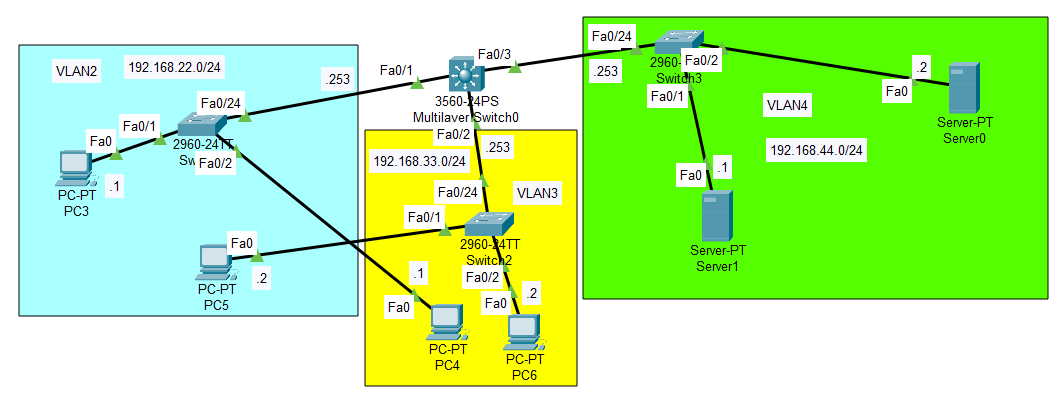 VLAN2
192.168.22.0/24
.253
Fa0/1
Fa0/3
Fa0/24
.253
Fa0/2
2960-
Switch3
Fa0/1
.2
Fa0
Server-PT
Server0
VLAN4
192.168.44.0/24
.1
Fa0
Server-PT
Server1
3560-24PS
Multilayer Switch0
Fa0/2
.253
192.168.33.0/24
VLAN3
Fa0/24
Fa0/1
2960-24TT
Switch2
Fa0/2
Fa0/24
Fa0/1
2960-24TT
Sw
Fa0/2
Fa0
.1
PC-PT
PC3
Fa0
.2
PC-PT
PC5
.1
Fa0
PC-PT
PC4
.2
Fa0
PC-PT
PC6